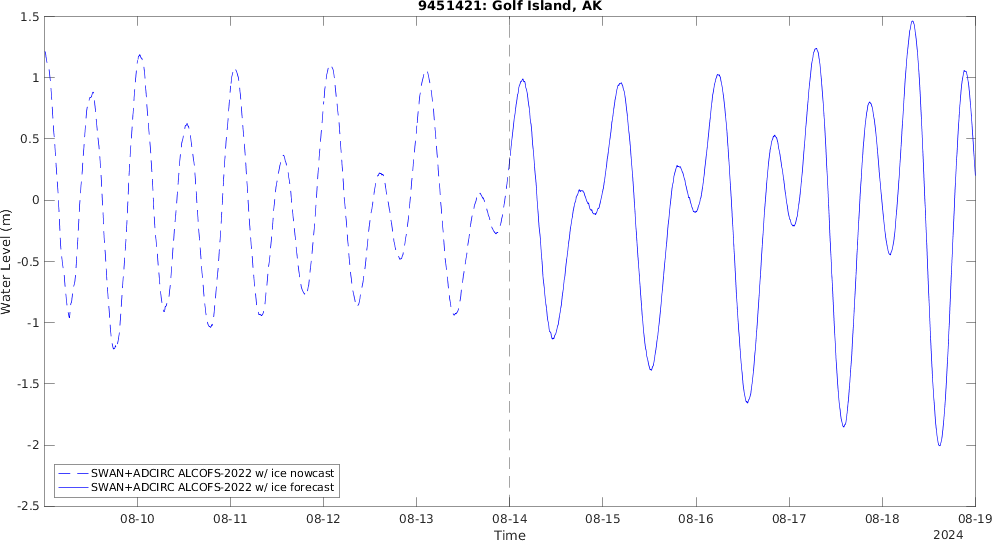 9451421: Golf Island, AK
1.5
1
0.5
0
-0.5
-1
-1.5
-2
-2.5
Water Level (m)
SWAN+ADCIRC ALCOFS-2022 w/ ice nowcast
SWAN+ADCIRC ALCOFS-2022 w/ ice forecast
08-10 08-11 08-12 08-13 08-14 08-15 08-16 08-17 08-18 08-19
Time
2024